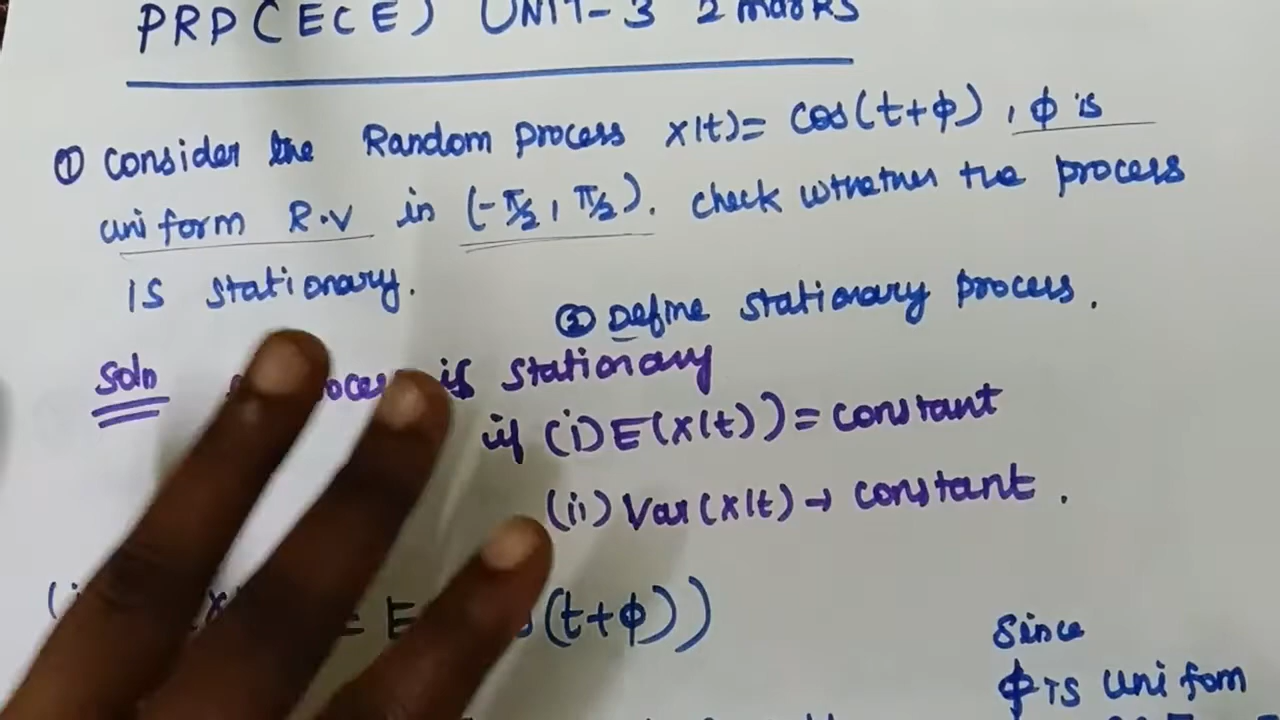 PRP(ECE) UNIT-3 2 marks
① Consider the Random process x(t)= cos(t+ϕ) , ϕ is
uniform R.V in (-π/2, π/2). check whether the process
is stationary.
② Define stationary process.
Soln is stationary
if (i) E(x(t)) = constant
(ii) Var(x(t) → constant.
= E (t+ϕ))
Since
ϕ is uniform